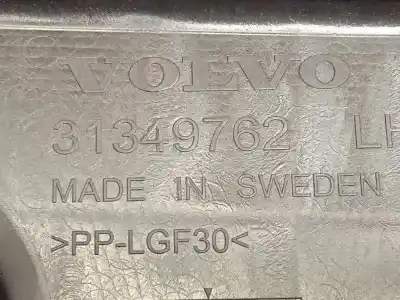 VOLVO
31349762 LH
MADE IN SWEDEN
>PP-LGF30<